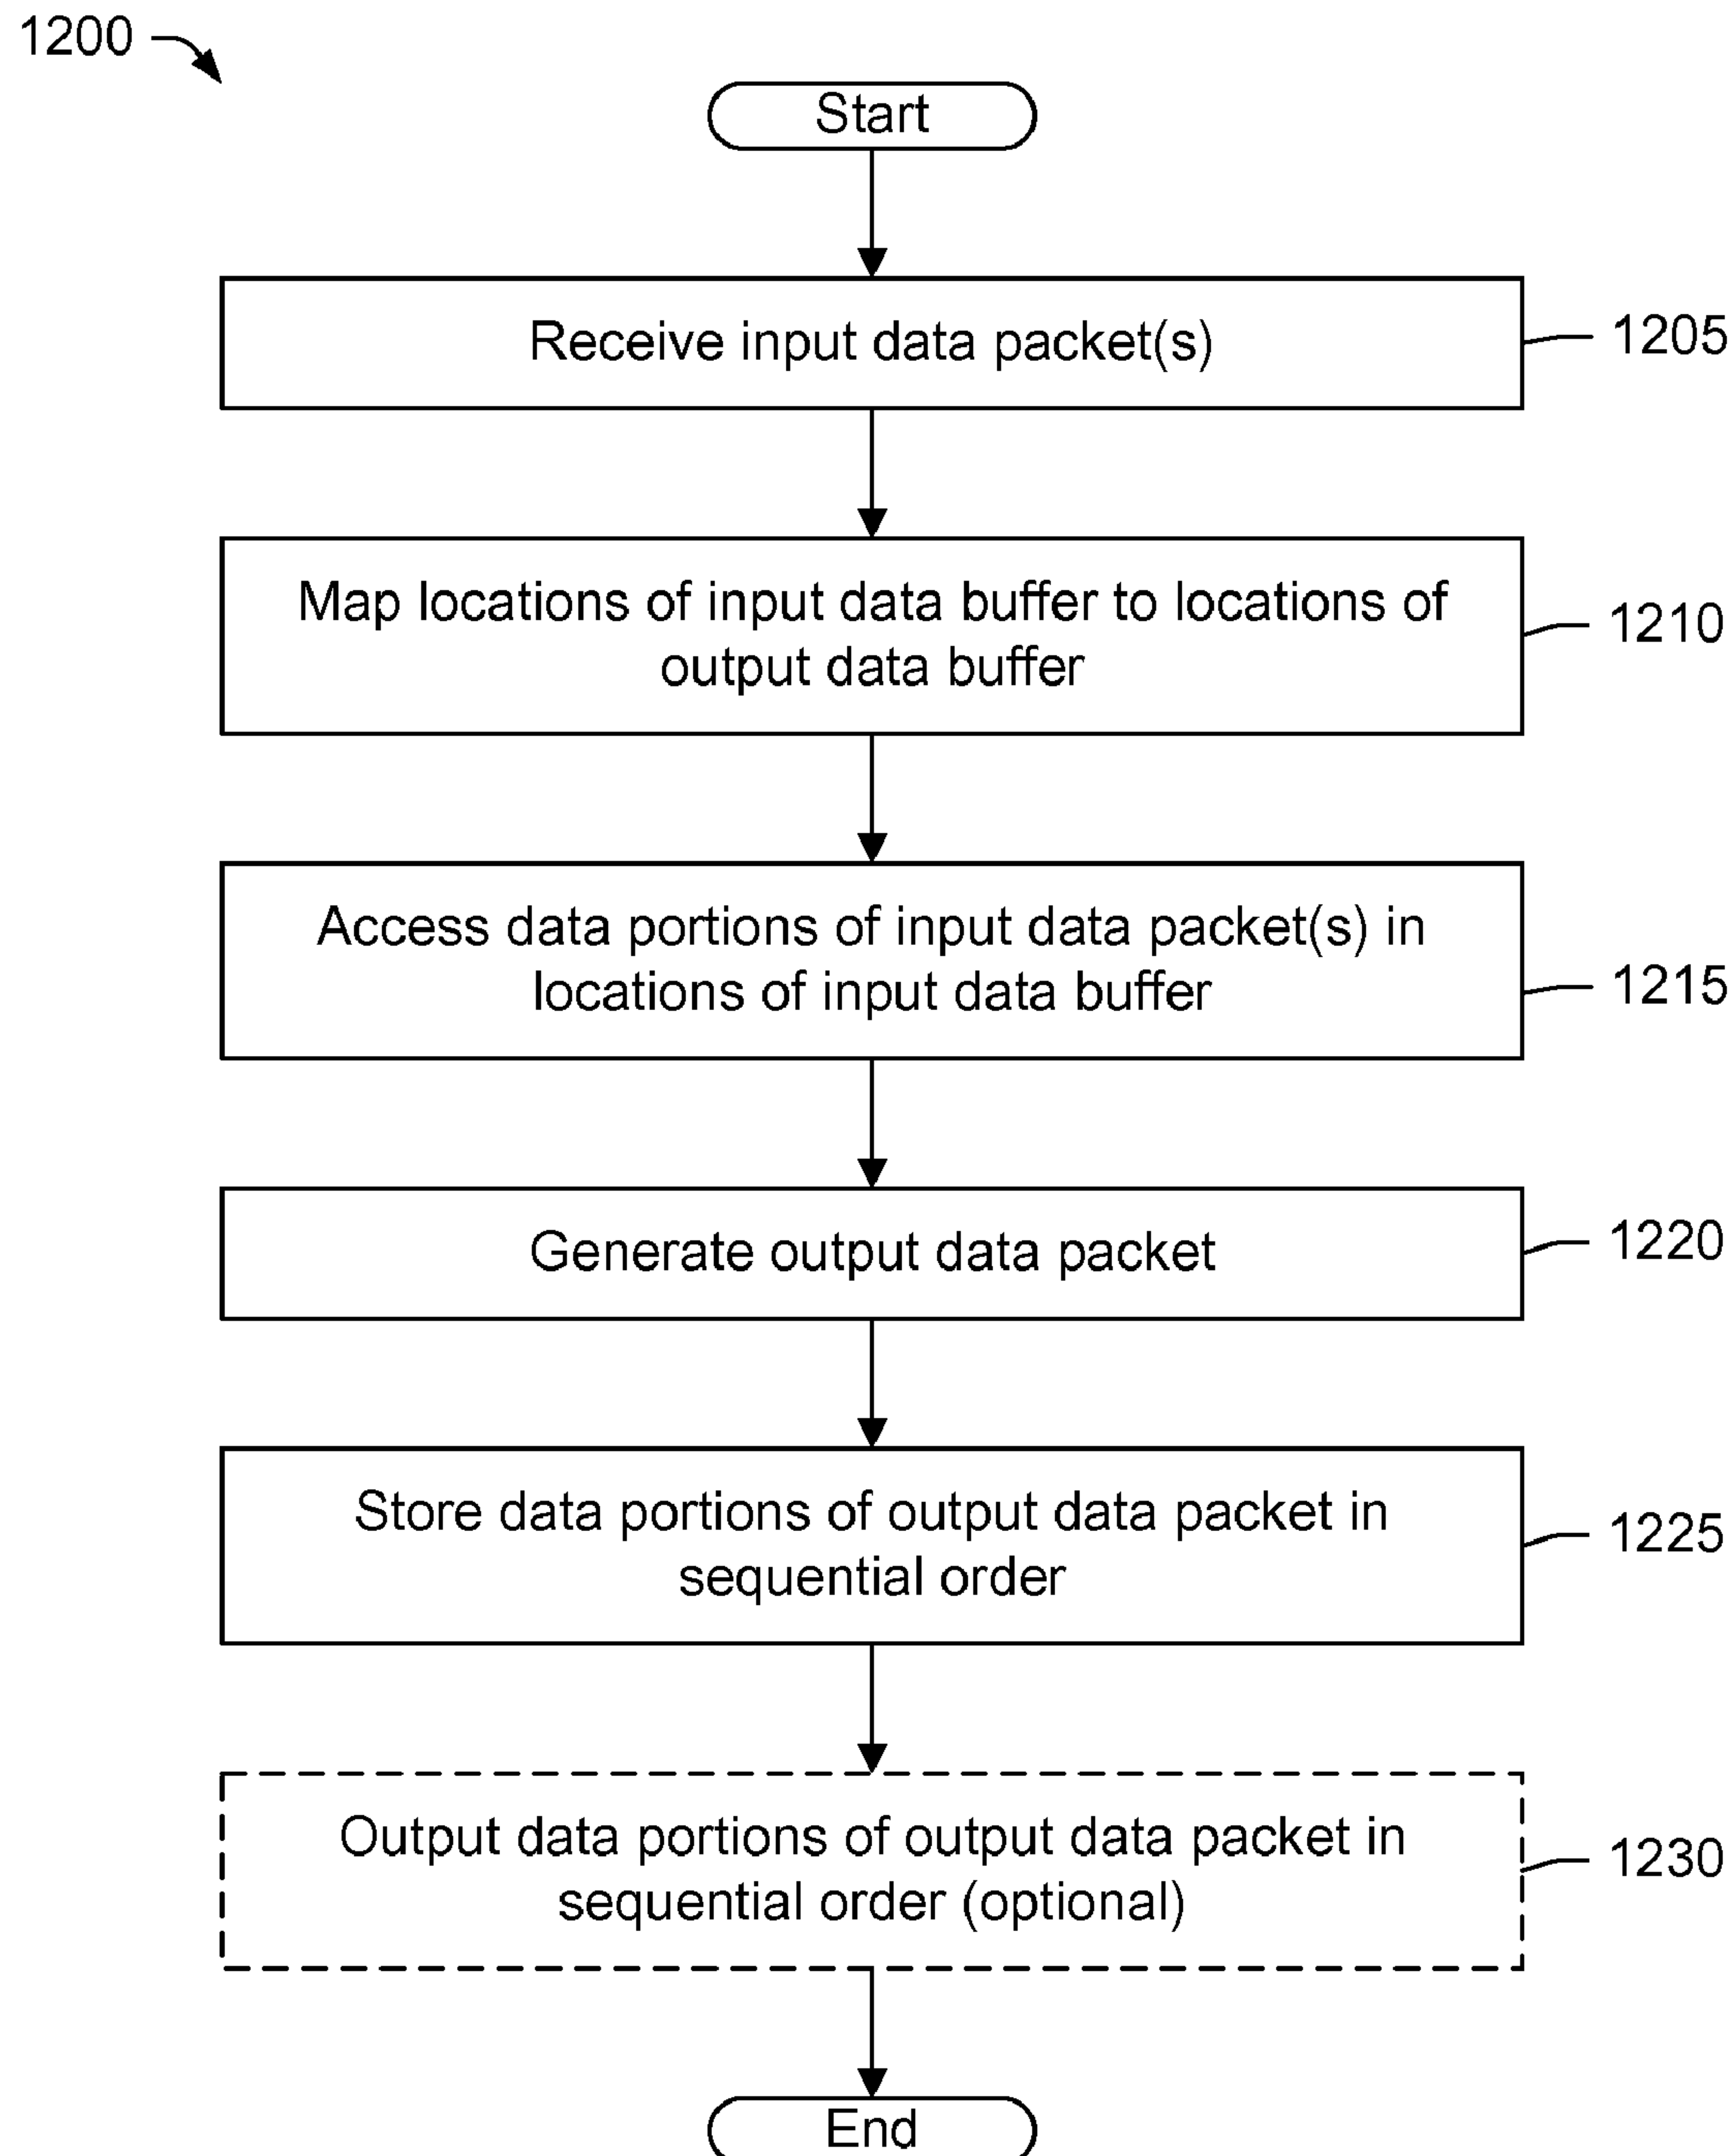 1200
Start
Receive input data packet(s)
1205
Map locations of input data buffer to locations of
output data buffer
1210
Access data portions of input data packet(s) in
locations of input data buffer
1215
Generate output data packet
1220
Store data portions of output data packet in
sequential order
1225
Output data portions of output data packet in
sequential order (optional)
1230
End